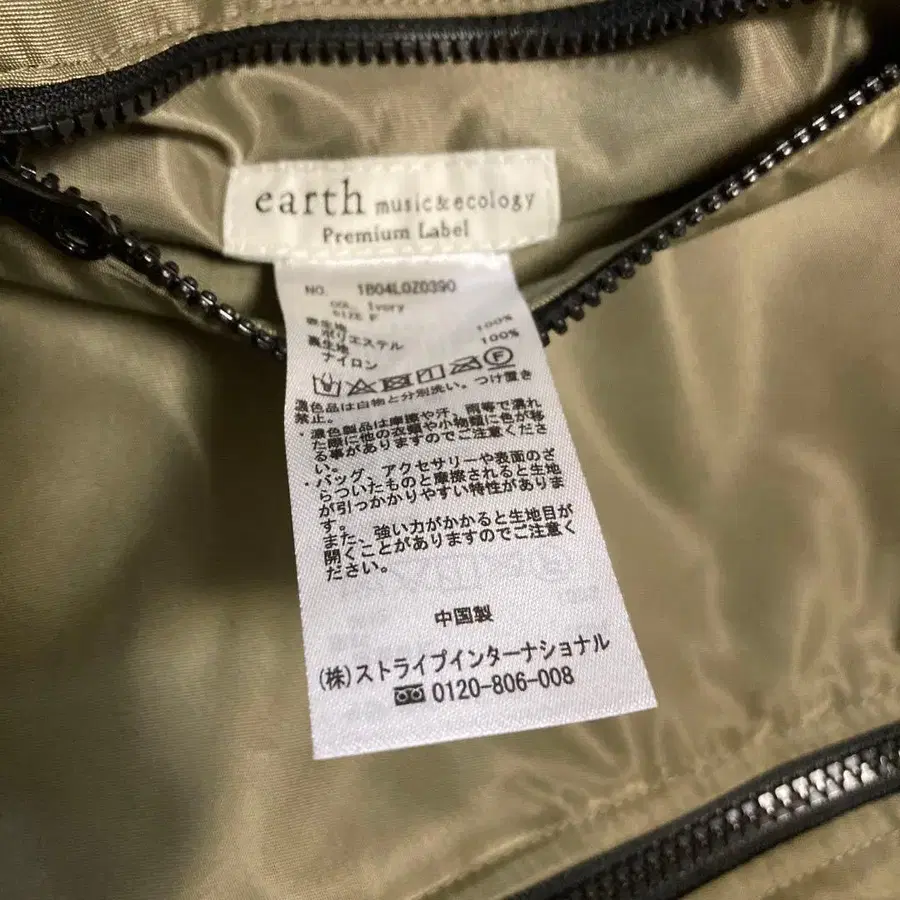 earth music&ecology
Premium Label
NO. 1B04L0Z0390
COL. Ivory
SIZE F
表生地
ポリエステル 100%
裏生地
ナイロン 100%
濃色品は白物と分別洗い。つけ置き
禁止。
・濃色製品は摩擦や汗、雨等で濡れ
た際に他の衣類や小物類に色が移
る事がありますのでご注意くださ
い。
・バッグ、アクセサリーや表面のざ
らついたものと摩擦されると生地
が引っかかりやすい特性がありま
す。
また、強い力がかかると生地目が
開くことがありますのでご注意く
ださい。
中国製
(株)ストライプインターナショナル
0120-806-008